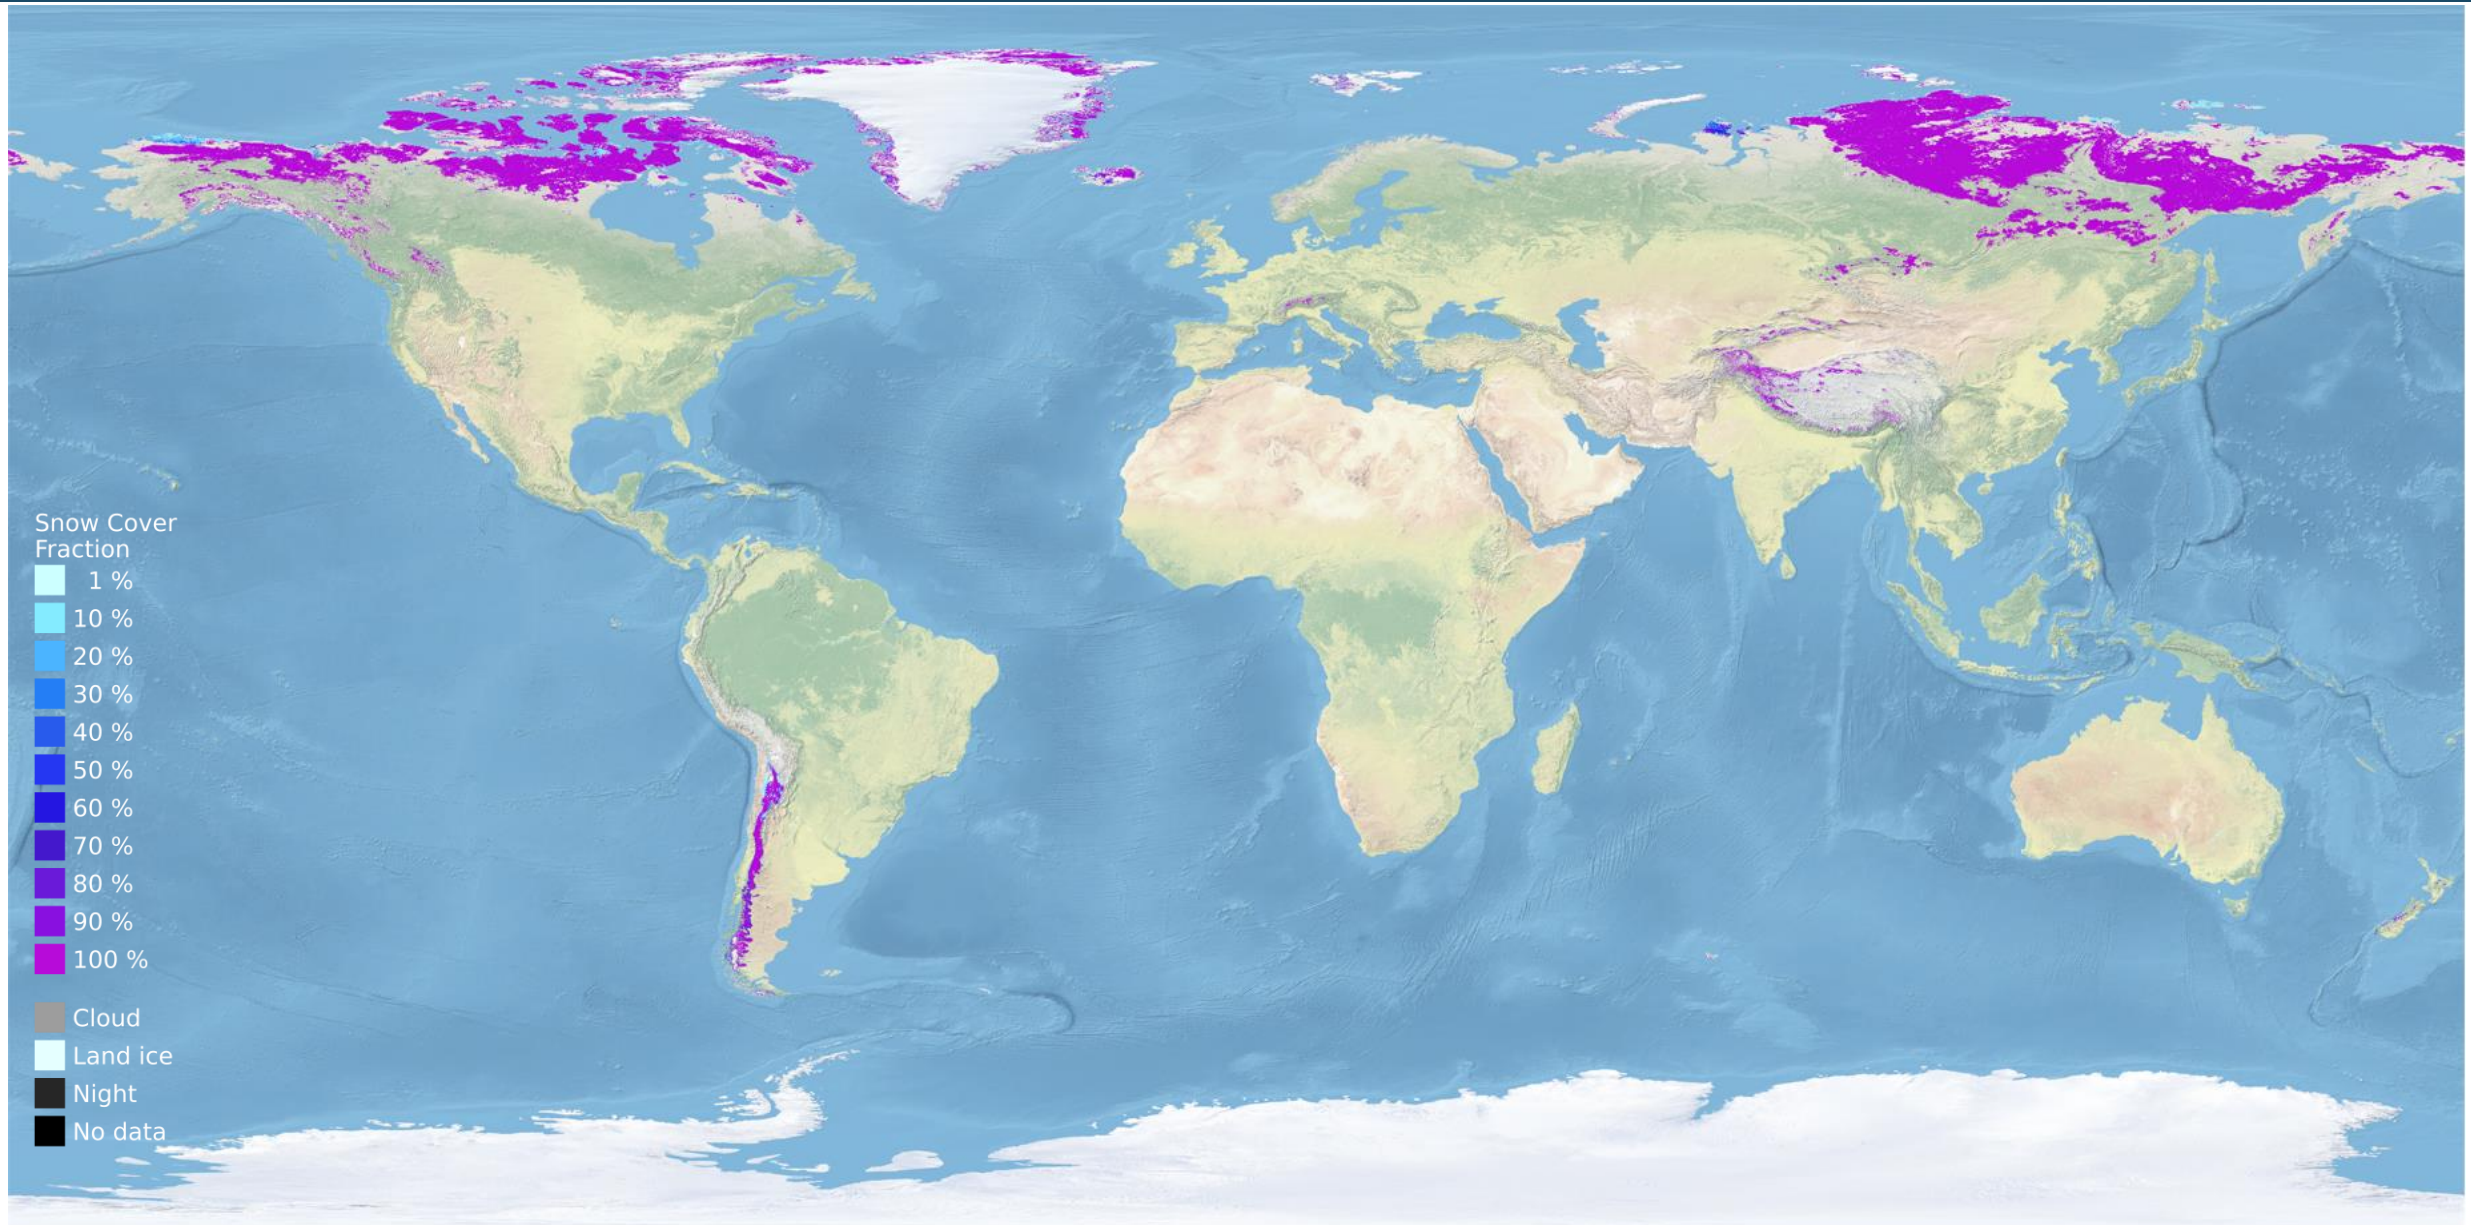 Snow Cover
Fraction
1 %
10 %
20 %
30 %
40 %
50 %
60 %
70 %
80 %
90 %
100 %
Cloud
Land ice
Night
No data